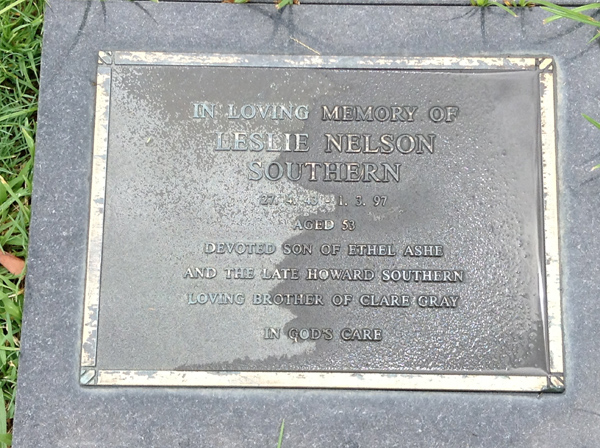 IN LOVING MEMORY OF
LESLIE NELSON
SOUTHERN
27. 4. 43 - 1. 3. 97
AGED 53
DEVOTED SON OF ETHEL ASHE
AND THE LATE HOWARD SOUTHERN
LOVING BROTHER OF CLARE GRAY
IN GOD'S CARE